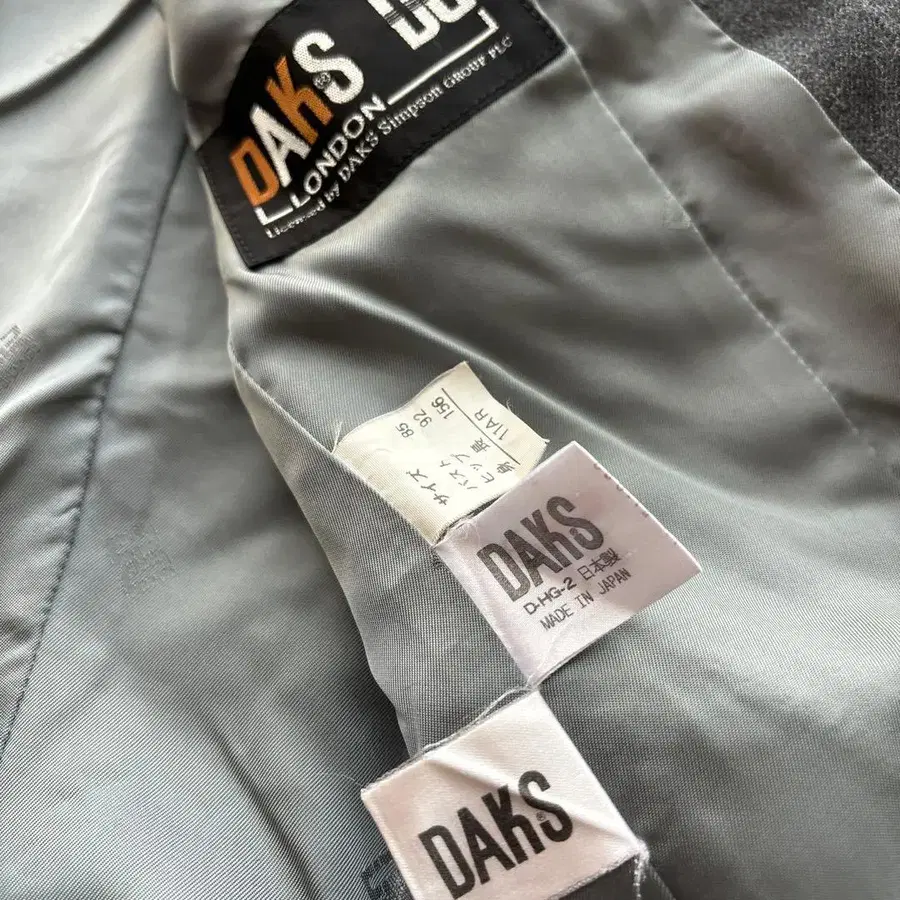 DAKS®
LONDON
Licensed by DAKS Simpson GROUP PLC
サイズ
バスト 85
ヒップ 92
身長 156
11AR
DAKS
D-HG-2 日本製
MADE IN JAPAN
DAKS®